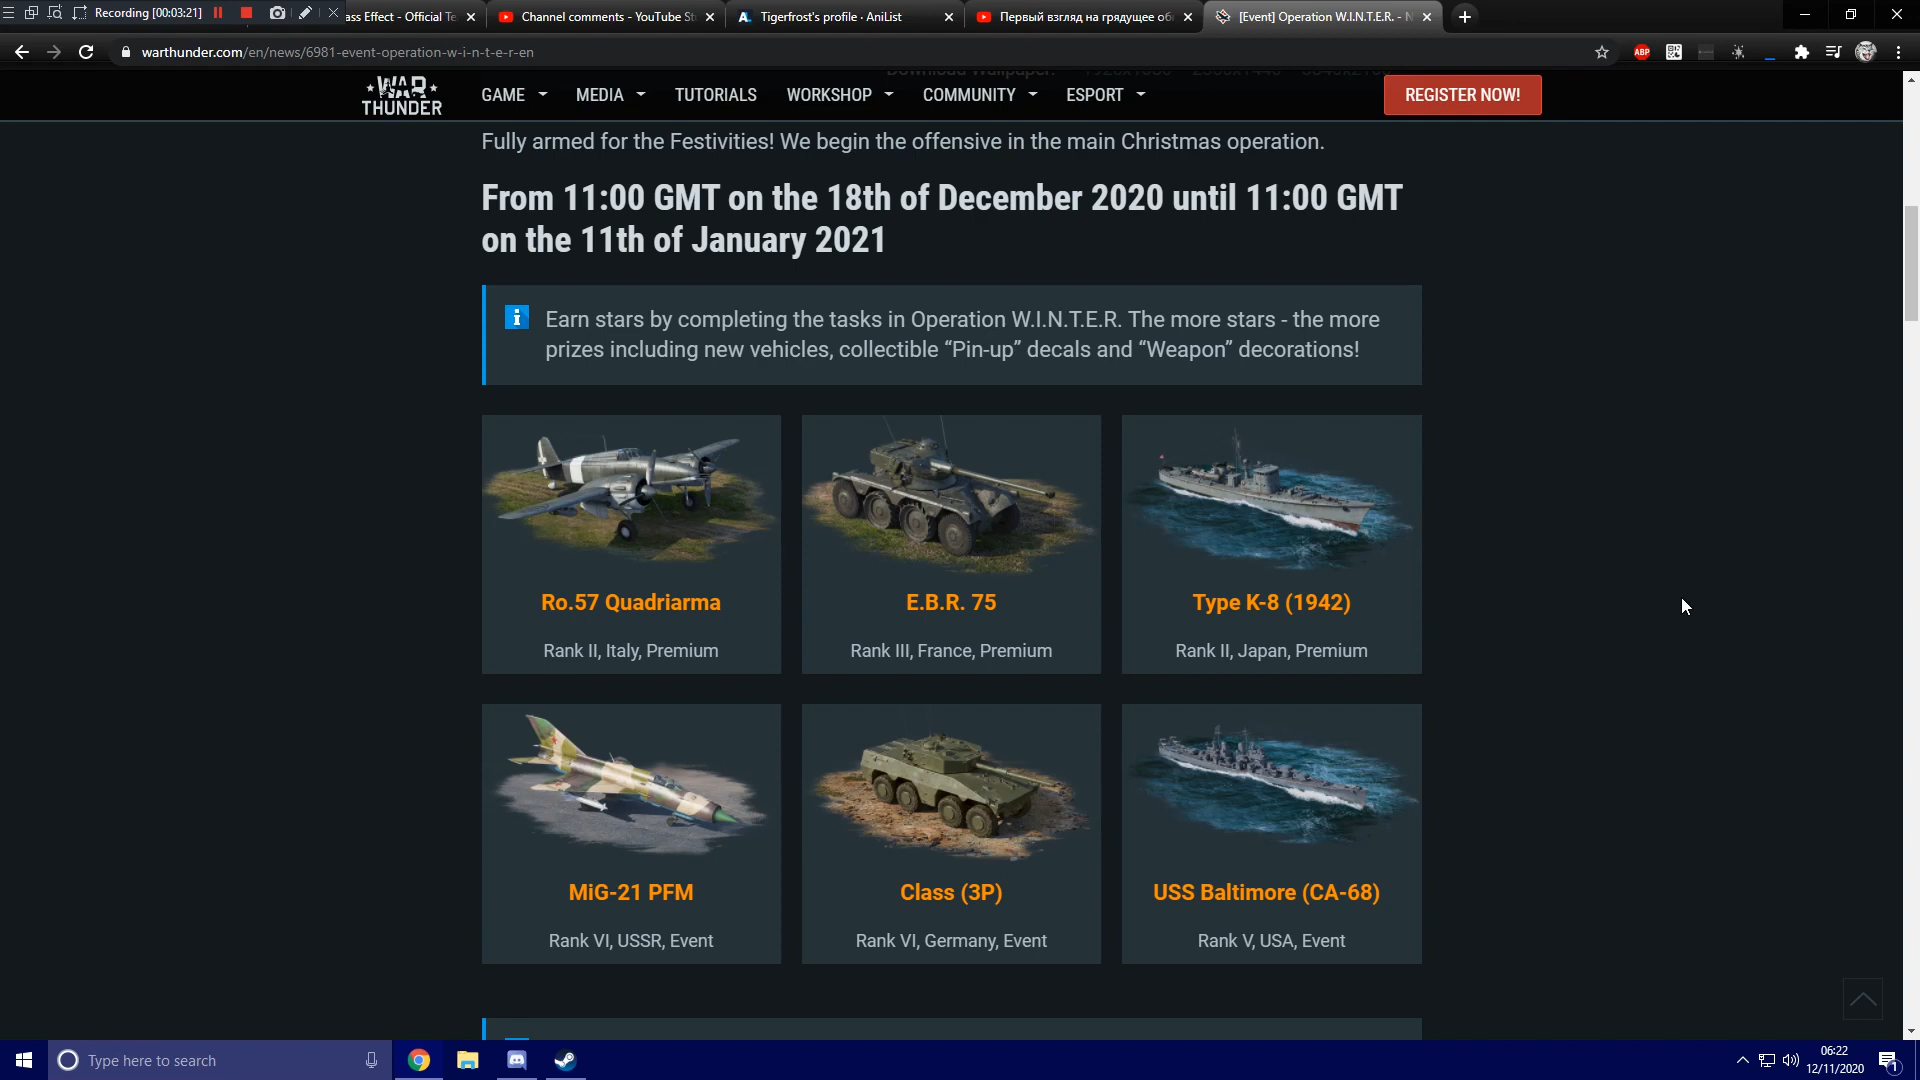 Recording [00:03:21]
ass Effect - Official Te
Channel comments - YouTube St
Tigerfrost's profile · AniList
Первый взгляд на грядущее об
[Event] Operation W.I.N.T.E.R. - N
warthunder.com/en/news/6981-event-operation-w-i-n-t-e-r-en
ABP
WAR THUNDER
GAME
MEDIA
TUTORIALS
WORKSHOP
COMMUNITY
ESPORT
REGISTER NOW!
Fully armed for the Festivities! We begin the offensive in the main Christmas operation.
From 11:00 GMT on the 18th of December 2020 until 11:00 GMT
on the 11th of January 2021
Earn stars by completing the tasks in Operation W.I.N.T.E.R. The more stars - the more
prizes including new vehicles, collectible “Pin-up” decals and “Weapon” decorations!
Ro.57 Quadriarma
Rank II, Italy, Premium
E.B.R. 75
Rank III, France, Premium
Type K-8 (1942)
Rank II, Japan, Premium
MiG-21 PFM
Rank VI, USSR, Event
Class (3P)
Rank VI, Germany, Event
USS Baltimore (CA-68)
Rank V, USA, Event
Type here to search
06:22
12/11/2020
1